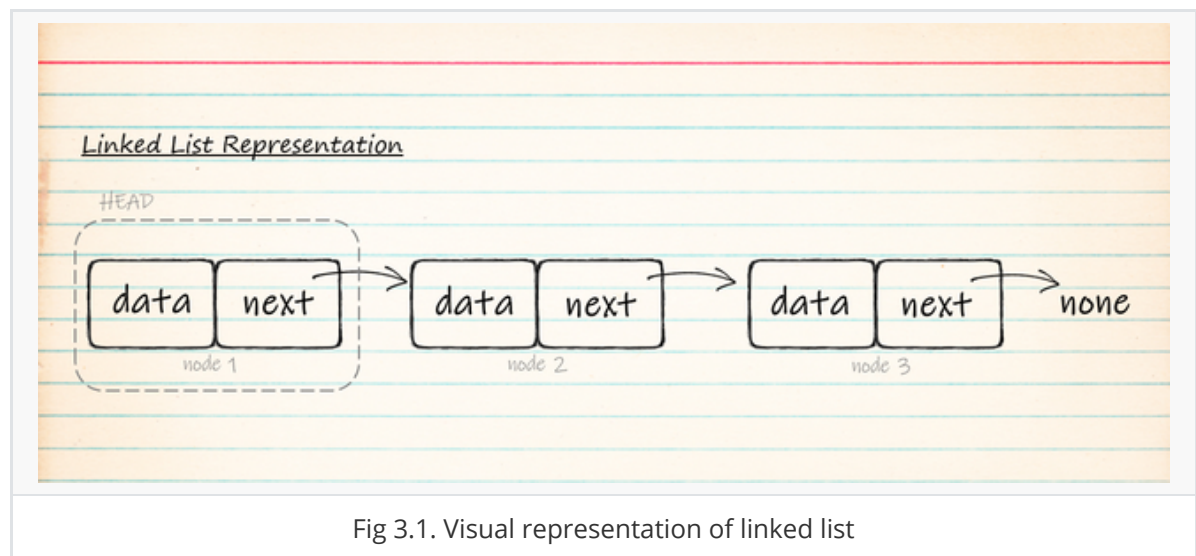 Linked List Representation
HEAD
data next data next data next none
node 1 node 2 node 3
Fig 3.1. Visual representation of linked list